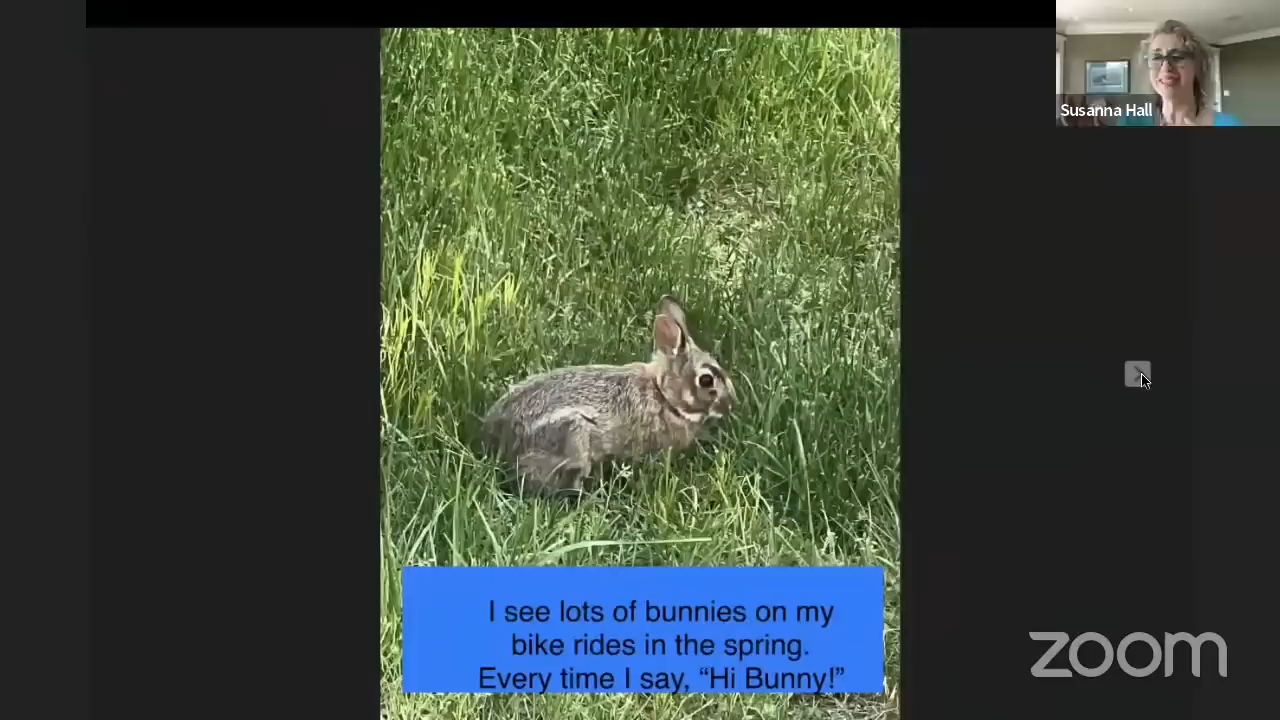 Susanna Hall
I see lots of bunnies on my
bike rides in the spring.
Every time I say, “Hi Bunny!”
zoom